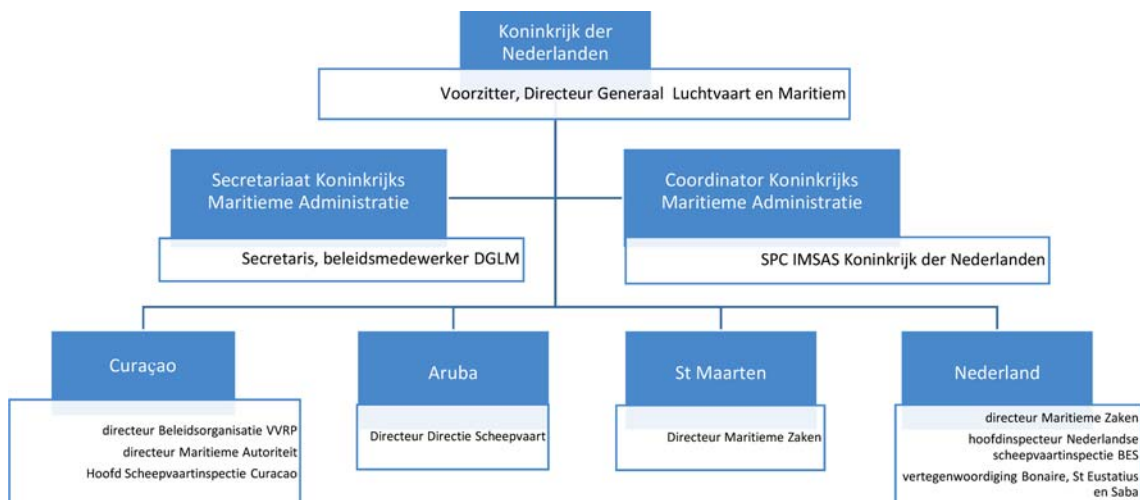 Koninkrijk der
Nederlanden
Voorzitter, Directeur Generaal Luchtvaart en Maritiem
Secretariaat Koninkrijks
Maritieme Administratie
Secretaris, beleidsmedewerker DGLM
Coordinator Koninkrijks
Maritieme Administratie
SPC IMSAS Koninkrijk der Nederlanden
Curaçao
directeur Beleidsorganisatie VVRP
directeur Maritieme Autoriteit
Hoofd Scheepvaartinspectie Curacao
Aruba
Directeur Directie Scheepvaart
St Maarten
Directeur Maritieme Zaken
Nederland
directeur Maritieme Zaken
hoofdinspecteur Nederlandse
scheepvaartinspectie BES
vertegenwoordiging Bonaire, St Eustatius
en Saba